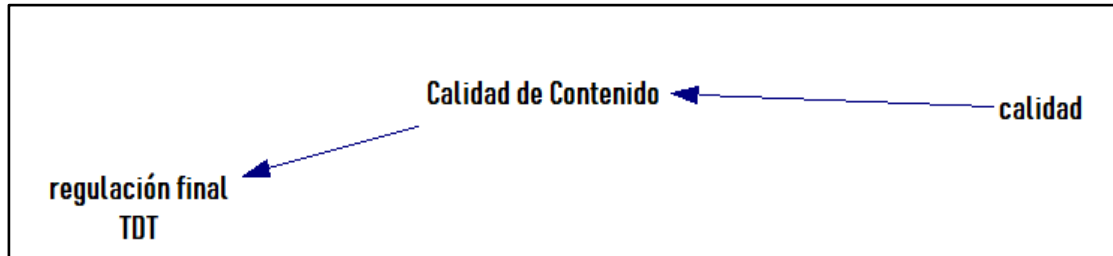 Calidad de Contenido
calidad
regulación final
TDT